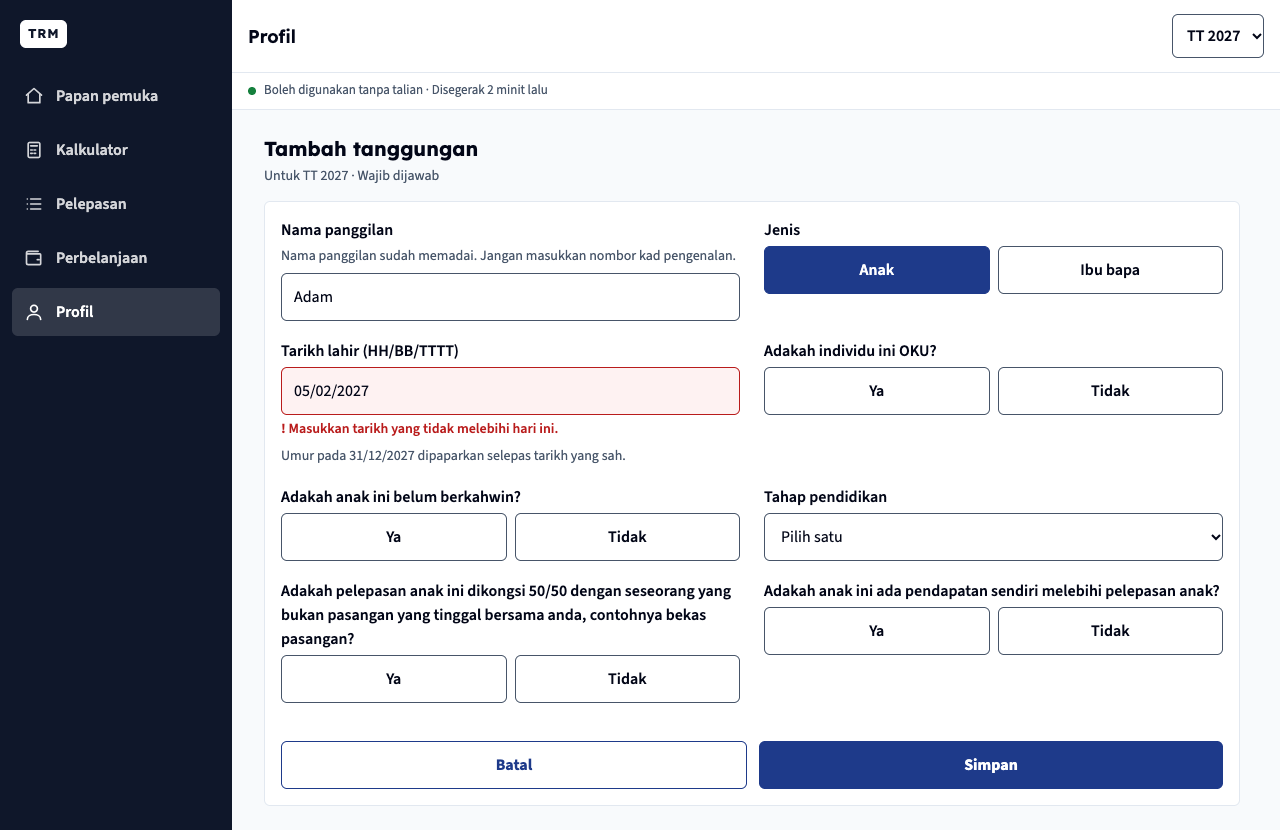 TRM
Papan pemuka
Kalkulator
Pelepasan
Perbelanjaan
Profil
Profil
TT 2027
Boleh digunakan tanpa talian · Disegerak 2 minit lalu
Tambah tanggungan
Untuk TT 2027 · Wajib dijawab
Nama panggilan
Nama panggilan sudah memadai. Jangan masukkan nombor kad pengenalan.
Adam
Jenis
Anak
Ibu bapa
Tarikh lahir (HH/BB/TTTT)
05/02/2027
! Masukkan tarikh yang tidak melebihi hari ini.
Umur pada 31/12/2027 dipaparkan selepas tarikh yang sah.
Adakah individu ini OKU?
Ya
Tidak
Adakah anak ini belum berkahwin?
Ya
Tidak
Tahap pendidikan
Pilih satu
Adakah pelepasan anak ini dikongsi 50/50 dengan seseorang yang
bukan pasangan yang tinggal bersama anda, contohnya bekas
pasangan?
Ya
Tidak
Adakah anak ini ada pendapatan sendiri melebihi pelepasan anak?
Ya
Tidak
Batal
Simpan